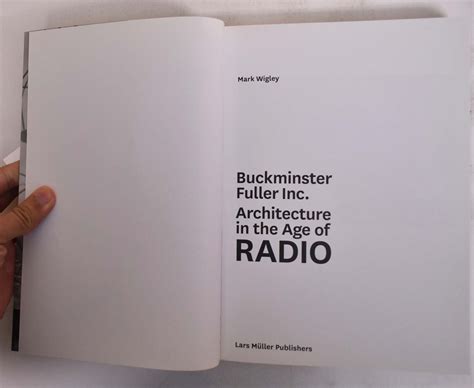 Mark Wigley
Buckminster
Fuller Inc.
Architecture
in the Age of
RADIO
Lars Müller Publishers